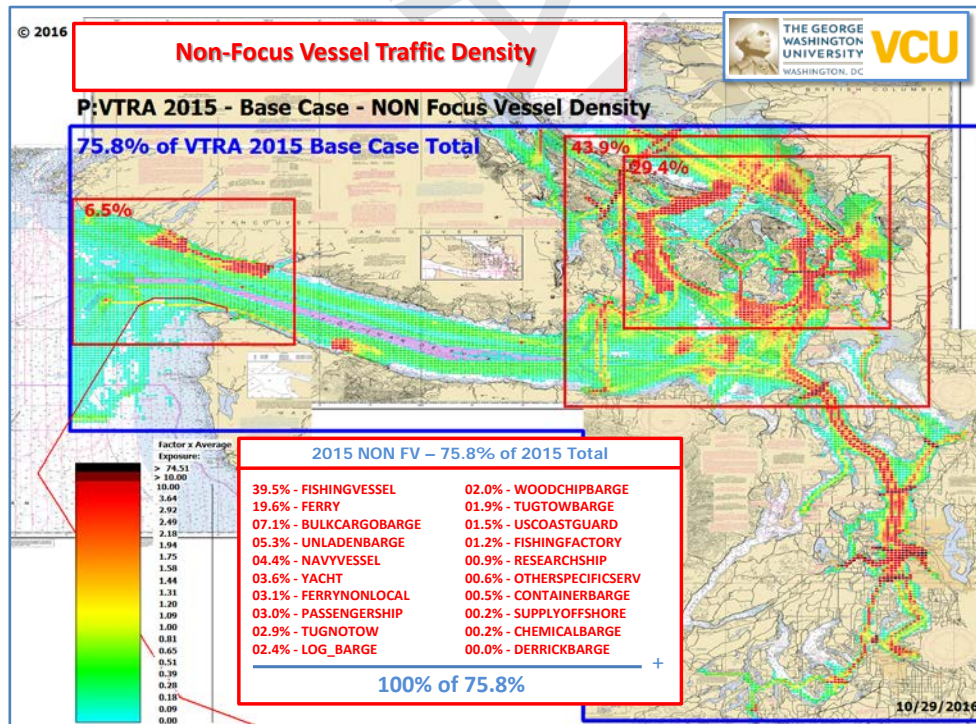 © 2016
Non-Focus Vessel Traffic Density
THE GEORGE
WASHINGTON
UNIVERSITY
WASHINGTON, DC
VCU
BRITISH COLUMBIA
P:VTRA 2015 - Base Case - NON Focus Vessel Density
75.8% of VTRA 2015 Base Case Total
43.9%
29.4%
6.5%
VANCOUVER
Factor x Average
Exposure:
> 74.51
> 10.00
10.00
3.64
2.92
2.49
2.18
1.94
1.75
1.58
1.44
1.31
1.20
1.09
1.00
0.81
0.65
0.51
0.39
0.28
0.18
0.09
0.00
2015 NON FV – 75.8% of 2015 Total
39.5% - FISHINGVESSEL
19.6% - FERRY
07.1% - BULKCARGOBARGE
05.3% - UNLADENBARGE
04.4% - NAVYVESSEL
03.6% - YACHT
03.1% - FERRYNONLOCAL
03.0% - PASSENGERSHIP
02.9% - TUGNOTOW
02.4% - LOG_BARGE
02.0% - WOODCHIPBARGE
01.9% - TUGTOWBARGE
01.5% - USCOASTGUARD
01.2% - FISHINGFACTORY
00.9% - RESEARCHSHIP
00.6% - OTHERSPECIFICSERV
00.5% - CONTAINERBARGE
00.2% - SUPPLYOFFSHORE
00.2% - CHEMICALBARGE
00.0% - DERRICKBARGE
+
100% of 75.8%